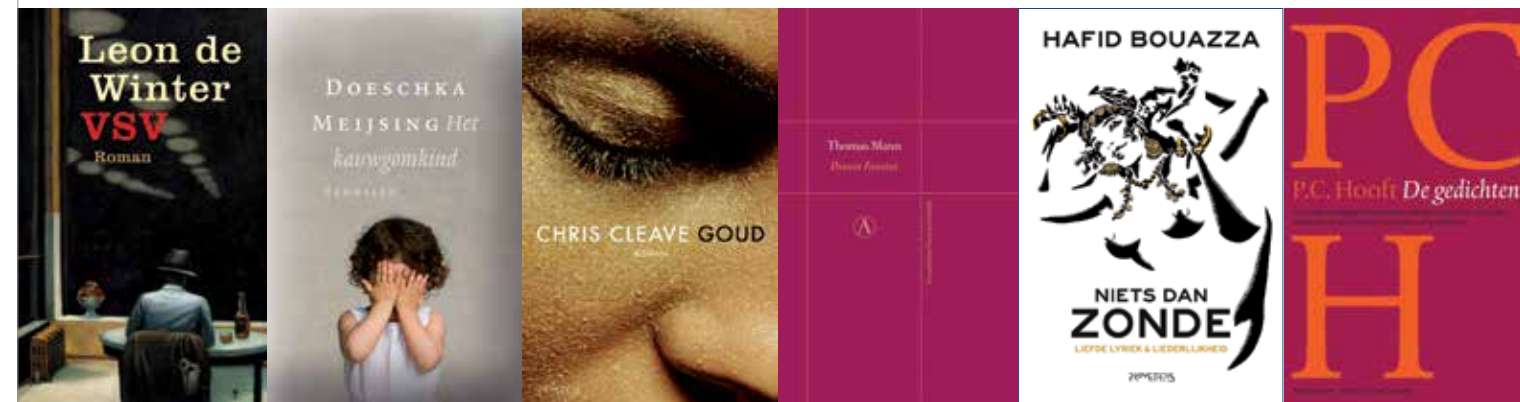 Leon de
Winter
VSV
Roman
DOESCHKA
MEIJSING Het
kauwgomkind
CHRIS CLEAVE GOUD
Thomas Mann
A
HAFID BOUAZZA
NIETS DAN
ZONDE
LIEFDE LYRIEK & LIEDERLIJKHEID
PROMETHEUS
PC
P.C. Hooft De gedichten
H